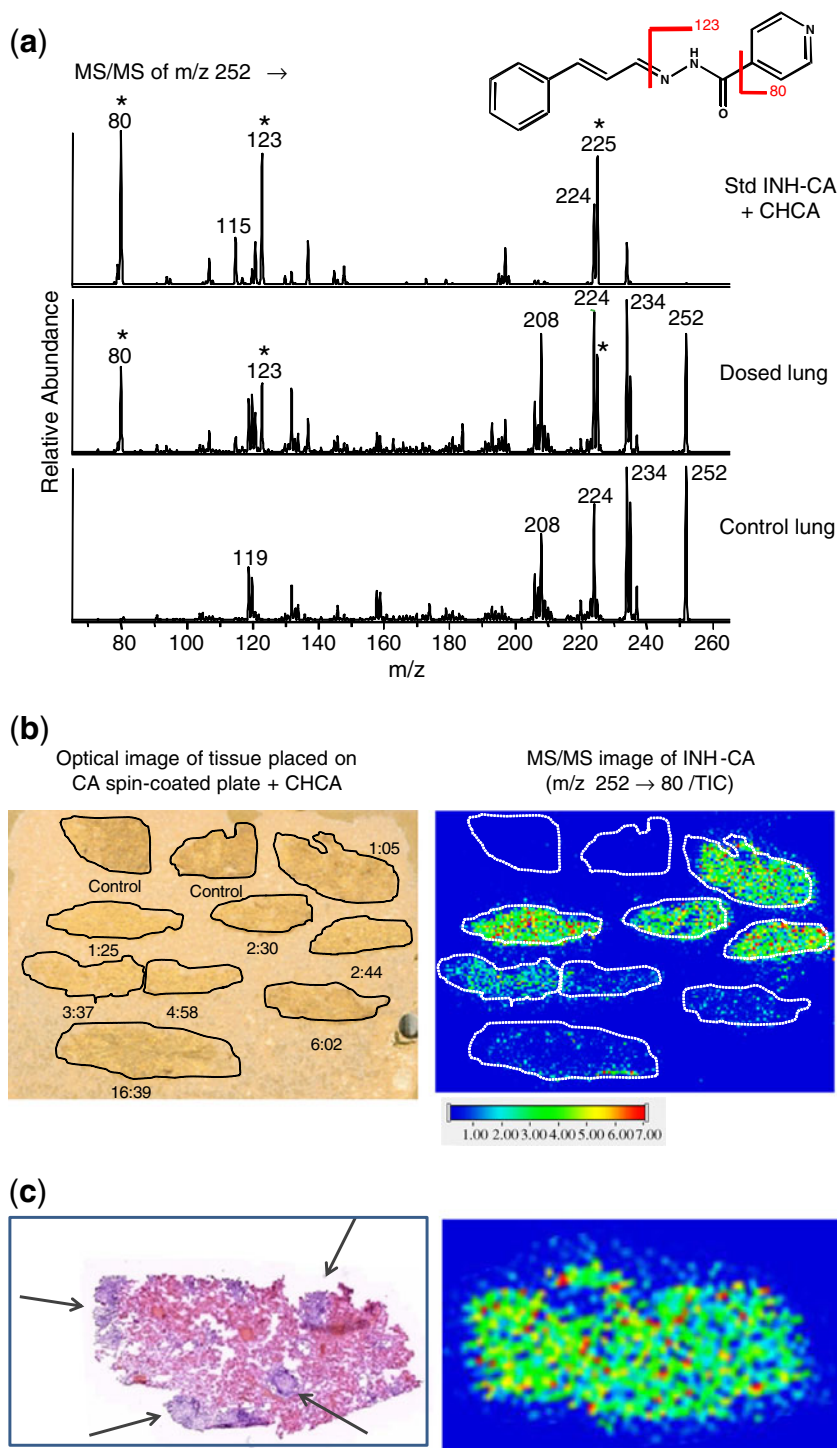 (a)
MS/MS of m/z 252 →
123
N
H
N
N
O
80
*
80
*
123
*
225
224
115
Std INH-CA
+ CHCA
Relative Abundance
*
80
*
123
208
224
*
234
252
Dosed lung
119
208
224
234
252
Control lung
80 100 120 140 160 180 200 220 240 260
m/z
(b)
Optical image of tissue placed on
CA spin-coated plate + CHCA
MS/MS image of INH-CA
(m/z 252 → 80 /TIC)
Control
Control
1:05
1:25
2:30
2:44
3:37
4:58
6:02
16:39
1.00 2.00 3.00 4.00 5.00 6.00 7.00
(c)